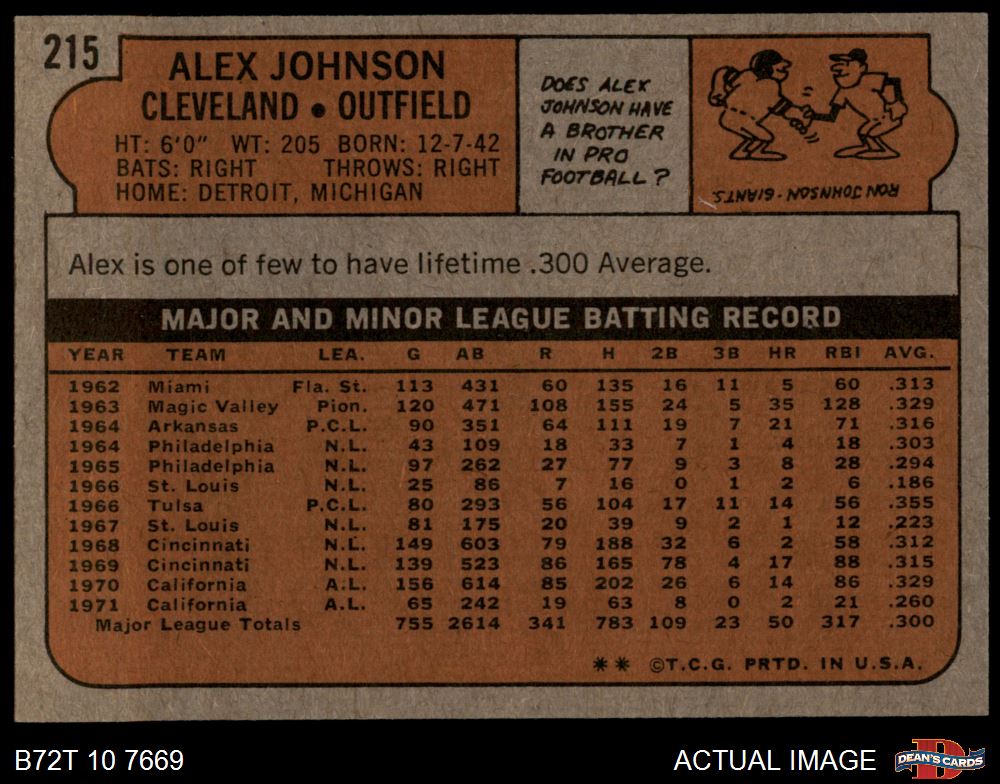 215
ALEX JOHNSON
CLEVELAND • OUTFIELD
HT: 6'0" WT: 205 BORN: 12-7-42
BATS: RIGHT THROWS: RIGHT
HOME: DETROIT, MICHIGAN
DOES ALEX
JOHNSON HAVE
A BROTHER
IN PRO
FOOTBALL?
RON JOHNSON - GIANTS.
Alex is one of few to have lifetime .300 Average.
MAJOR AND MINOR LEAGUE BATTING RECORD
YEAR TEAM LEA. G AB R H 2B 3B HR RBI AVG.
1962 Miami Fla. St. 113 431 60 135 16 11 5 60 .313
1963 Magic Valley Pion. 120 471 108 155 24 5 35 128 .329
1964 Arkansas P.C.L. 90 351 64 111 19 7 21 71 .316
1964 Philadelphia N.L. 43 109 18 33 7 1 4 18 .303
1965 Philadelphia N.L. 97 262 27 77 9 3 8 28 .294
1966 St. Louis N.L. 25 86 7 16 0 1 2 6 .186
1966 Tulsa P.C.L. 80 293 56 104 17 11 14 56 .355
1967 St. Louis N.L. 81 175 20 39 9 2 1 12 .223
1968 Cincinnati N.L. 149 603 79 188 32 6 2 58 .312
1969 Cincinnati N.L. 139 523 86 165 78 4 17 88 .315
1970 California A.L. 156 614 85 202 26 6 14 86 .329
1971 California A.L. 65 242 19 63 8 0 2 21 .260
Major League Totals 755 2614 341 783 109 23 50 317 .300
** ©T.C.G. PRTD. IN U.S.A.
B72T 10 7669
ACTUAL IMAGE
D
DEAN'S CARDS